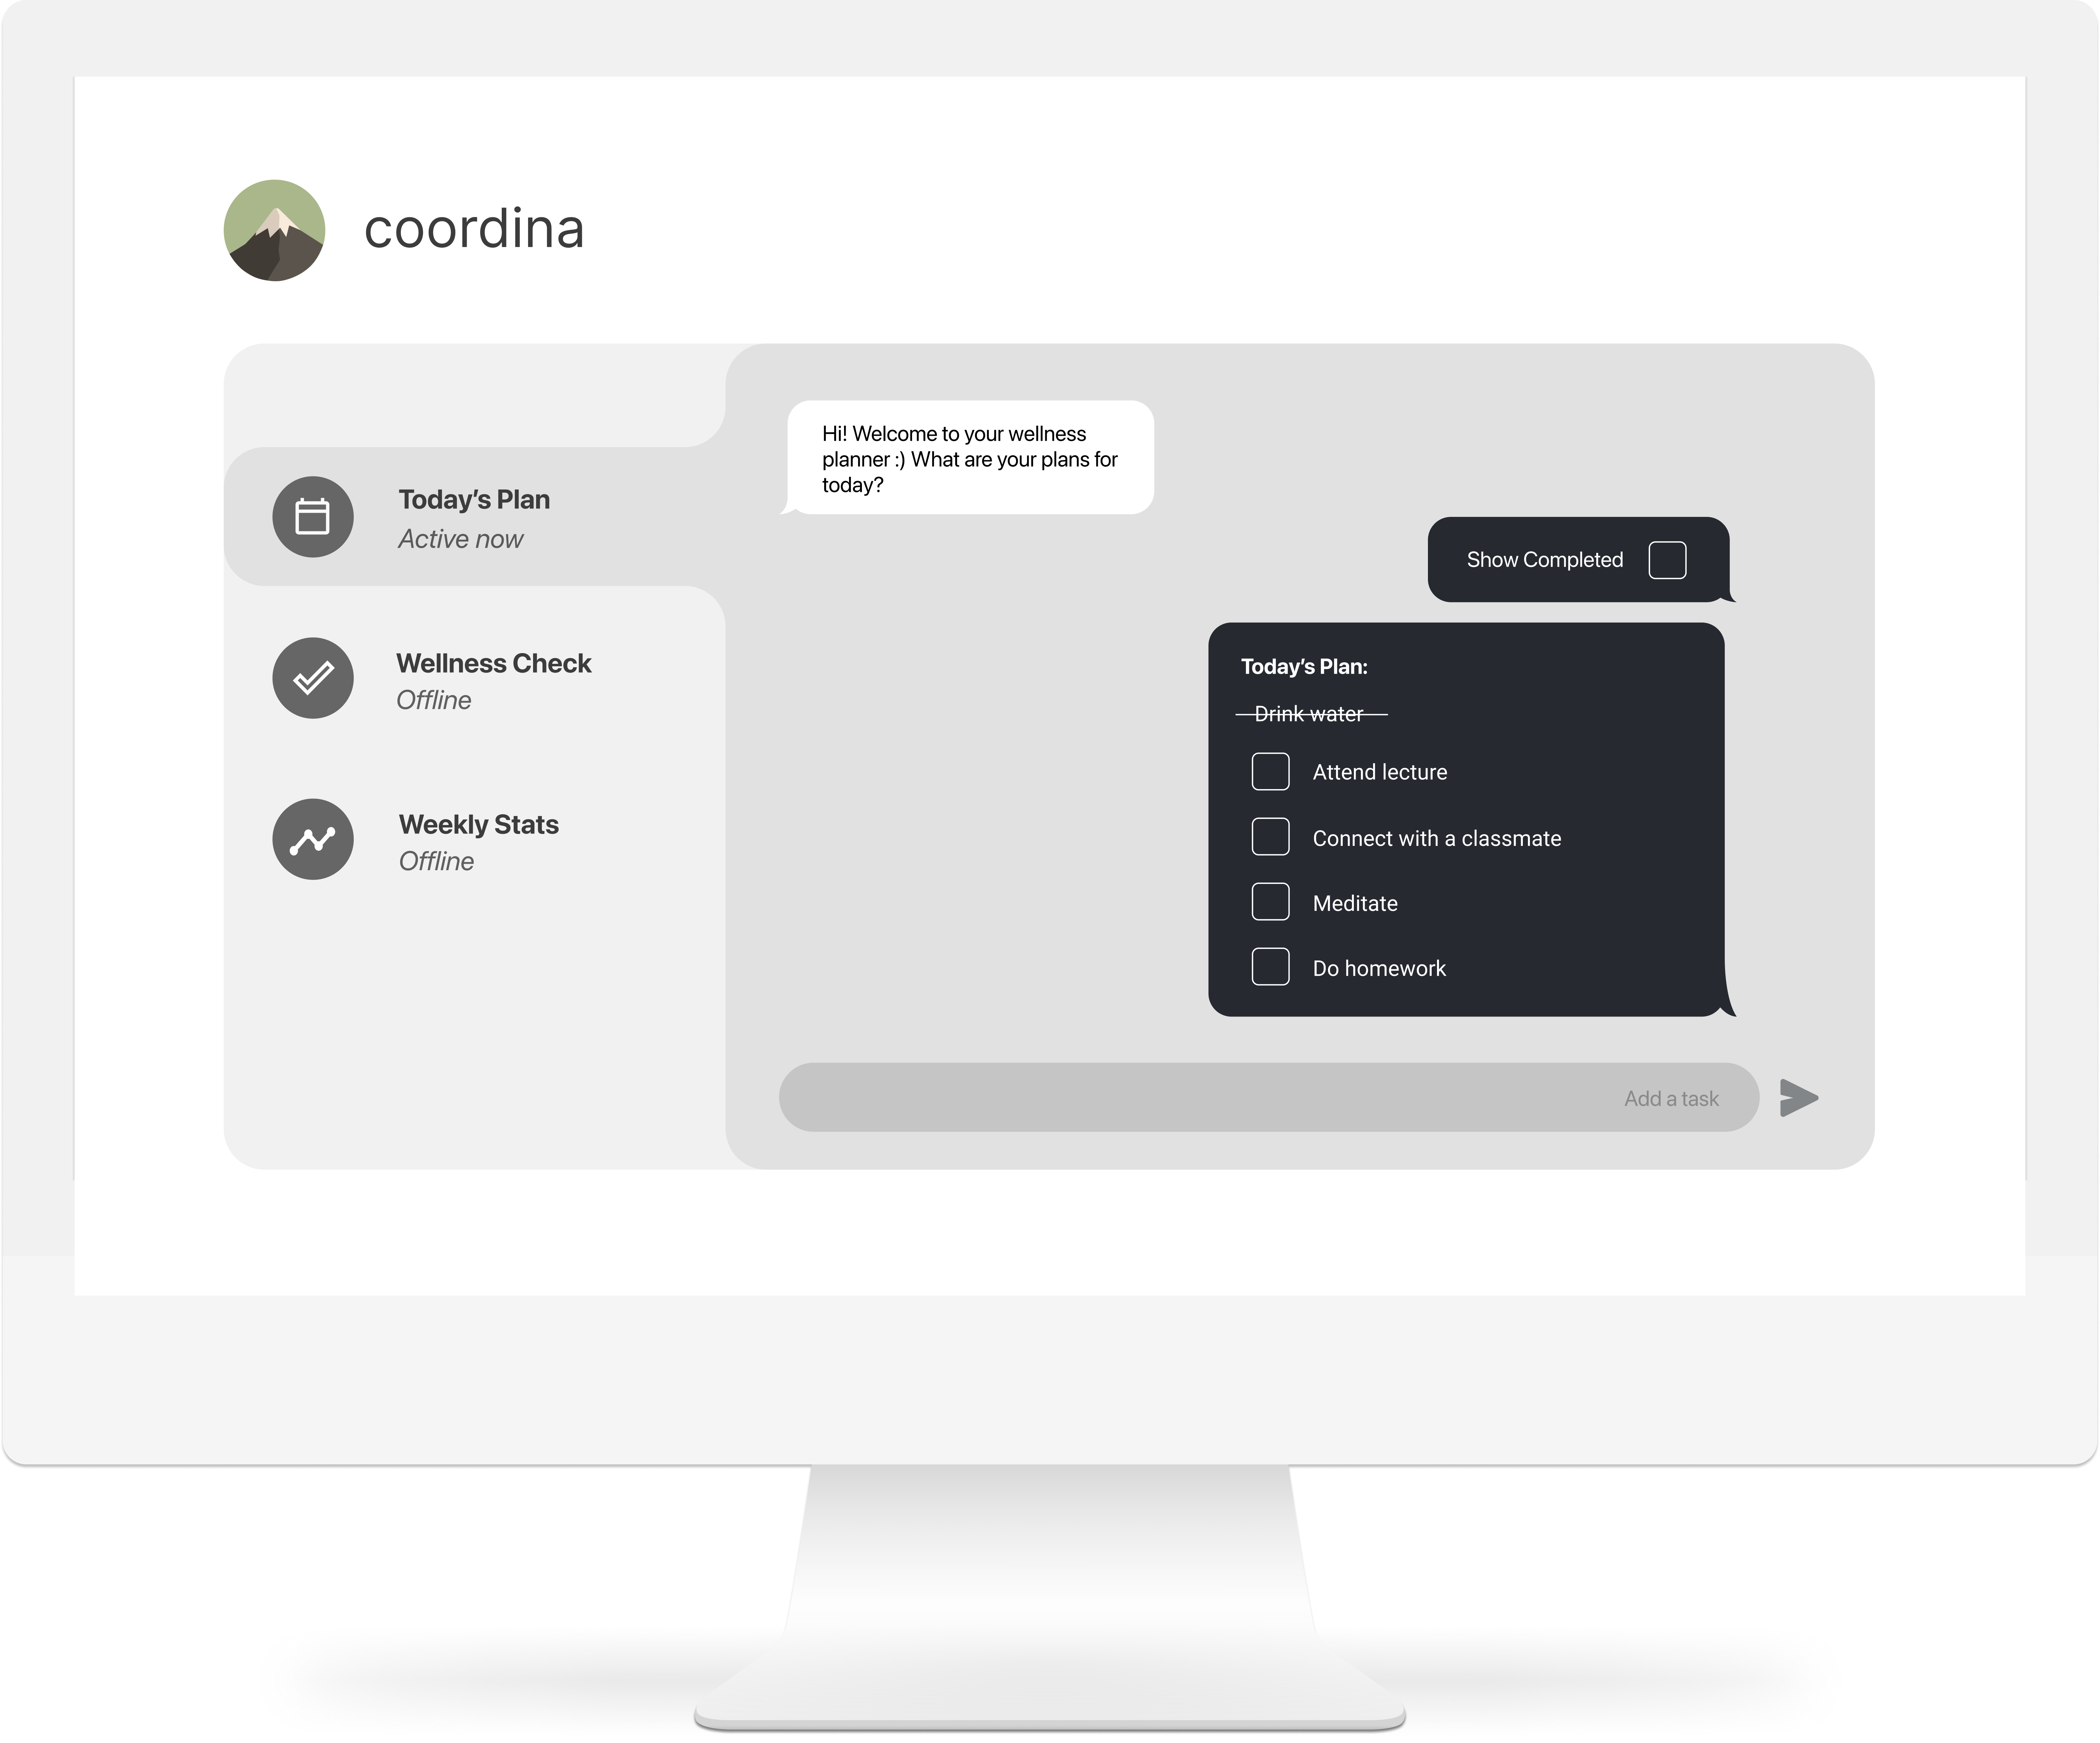 coordina
Today’s Plan
Active now
Wellness Check
Offline
Weekly Stats
Offline
Hi! Welcome to your wellness
planner :) What are your plans for
today?
Show Completed
Today’s Plan:
Drink water
Attend lecture
Connect with a classmate
Meditate
Do homework
Add a task